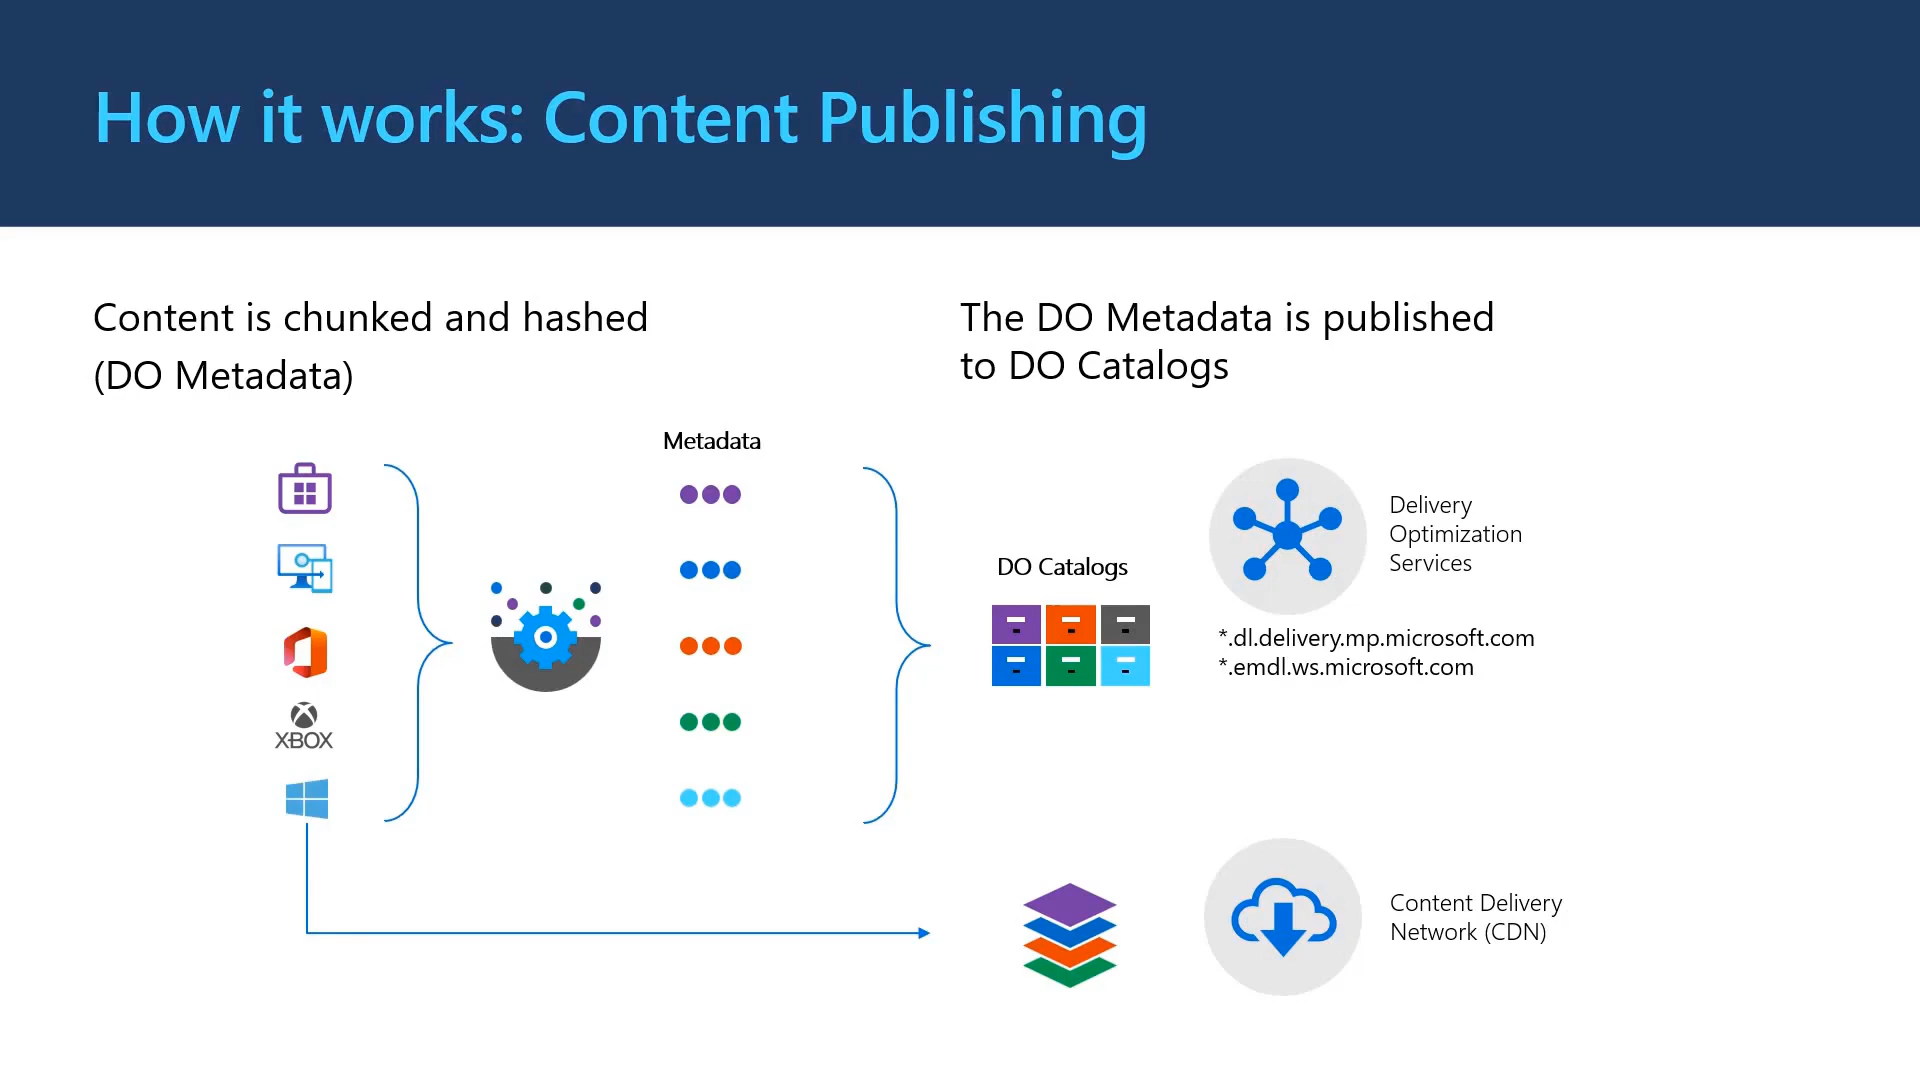 How it works: Content Publishing
Content is chunked and hashed
(DO Metadata)
The DO Metadata is published
to DO Catalogs
Metadata
XBOX
DO Catalogs
Delivery
Optimization
Services
*.dl.delivery.mp.microsoft.com
*.emdl.ws.microsoft.com
Content Delivery
Network (CDN)